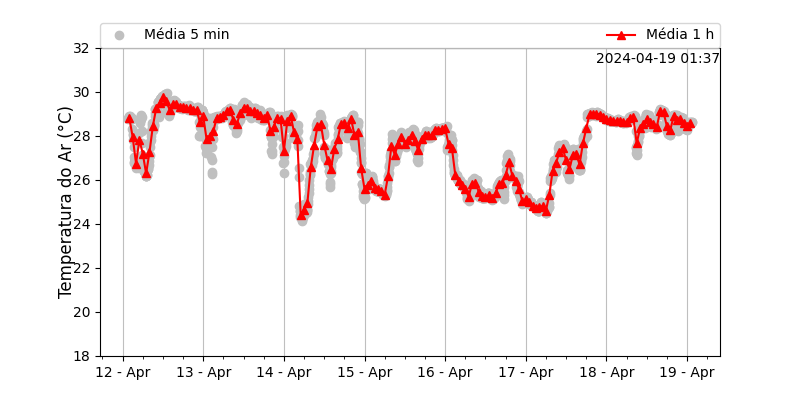 Média 5 min
Média 1 h
2024-04-19 01:37
Temperatura do Ar (°C)
32
30
28
26
24
22
20
18
12 - Apr
13 - Apr
14 - Apr
15 - Apr
16 - Apr
17 - Apr
18 - Apr
19 - Apr